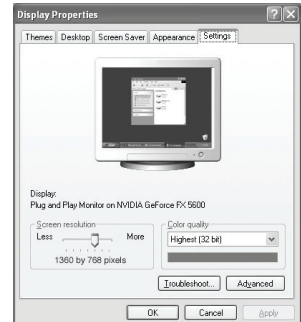 Display Properties
Themes Desktop Screen Saver Appearance Settings
Display:
Plug and Play Monitor on NVIDIA GeForce FX 5600
Screen resolution
Less More
1360 by 768 pixels
Color quality
Highest (32 bit)
Troubleshoot... Advanced
OK Cancel Apply